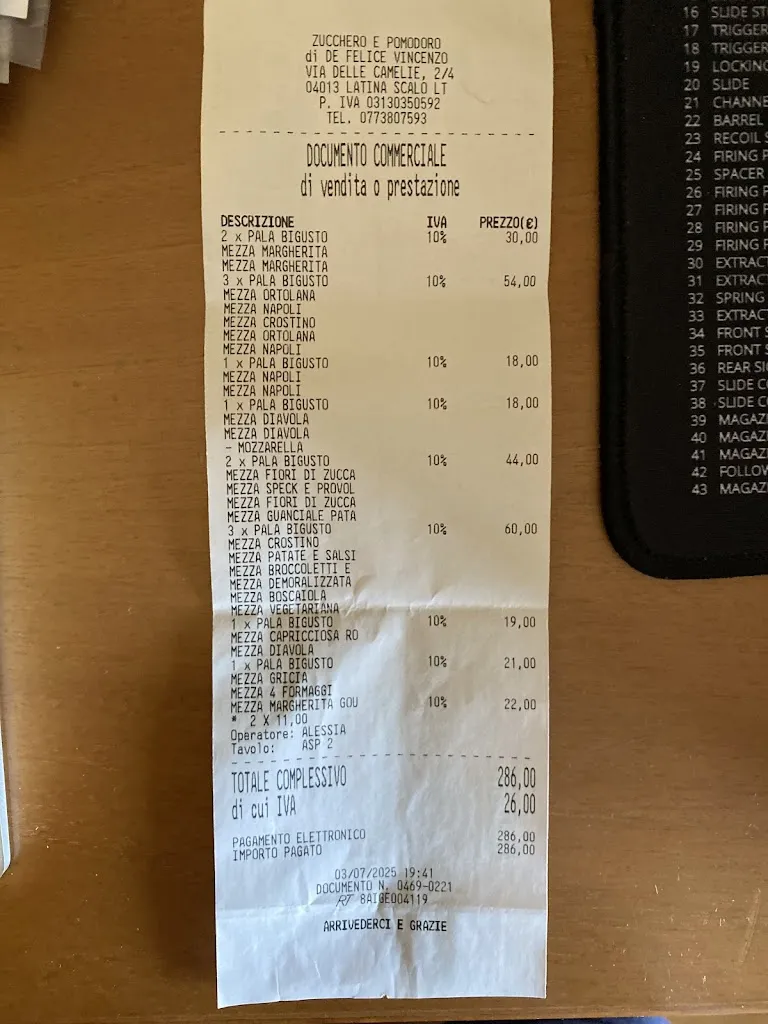 ZUCCHERO E POMODORO
di DE FELICE VINCENZO
VIA DELLE CAMELIE, 2/4
04013 LATINA SCALO LT
P. IVA 03130350592
TEL. 0773807593
DOCUMENTO COMMERCIALE
di vendita o prestazione
DESCRIZIONE IVA PREZZO(€)
2 x PALA BIGUSTO 10% 30,00
MEZZA MARGHERITA
MEZZA MARGHERITA
3 x PALA BIGUSTO 10% 54,00
MEZZA ORTOLANA
MEZZA NAPOLI
MEZZA CROSTINO
MEZZA ORTOLANA
MEZZA NAPOLI
1 x PALA BIGUSTO 10% 18,00
MEZZA NAPOLI
MEZZA NAPOLI
1 x PALA BIGUSTO 10% 18,00
MEZZA DIAVOLA
MEZZA DIAVOLA
- MOZZARELLA
2 x PALA BIGUSTO 10% 44,00
MEZZA FIORI DI ZUCCA
MEZZA SPECK E PROVOL
MEZZA FIORI DI ZUCCA
MEZZA GUANCIALE PATA
3 x PALA BIGUSTO 10% 60,00
MEZZA CROSTINO
MEZZA PATATE E SALSI
MEZZA BROCCOLETTI E
MEZZA DEMORALIZZATA
MEZZA BOSCAIOLA
MEZZA VEGETARIANA
1 x PALA BIGUSTO 10% 19,00
MEZZA CAPRICCIOSA RO
MEZZA DIAVOLA
1 x PALA BIGUSTO 10% 21,00
MEZZA GRICIA
MEZZA 4 FORMAGGI
MEZZA MARGHERITA GOU 10% 22,00
* 2 X 11,00
Operatore: ALESSIA
Tavolo: ASP 2
TOTALE COMPLESSIVO 286,00
di cui IVA 26,00
PAGAMENTO ELETTRONICO 286,00
IMPORTO PAGATO 286,00
03/07/2025 19:41
DOCUMENTO N. 0469-0221
RT 8AIGE004119
ARRIVEDERCI E GRAZIE
16 SLIDE ST
17 TRIGGER
18 TRIGGER
19 LOCKING
20 SLIDE
21 CHANNE
22 BARREL
23 RECOIL S
24 FIRING P
25 SPACER
26 FIRING P
27 FIRING F
28 FIRING F
29 FIRING F
30 EXTRACT
31 EXTRACT
32 SPRING
33 EXTRACT
34 FRONT S
35 FRONT S
36 REAR SIG
37 SLIDE CO
38 SLIDE CO
39 MAGAZI
40 MAGAZI
41 MAGAZI
42 FOLLOW
43 MAGAZI